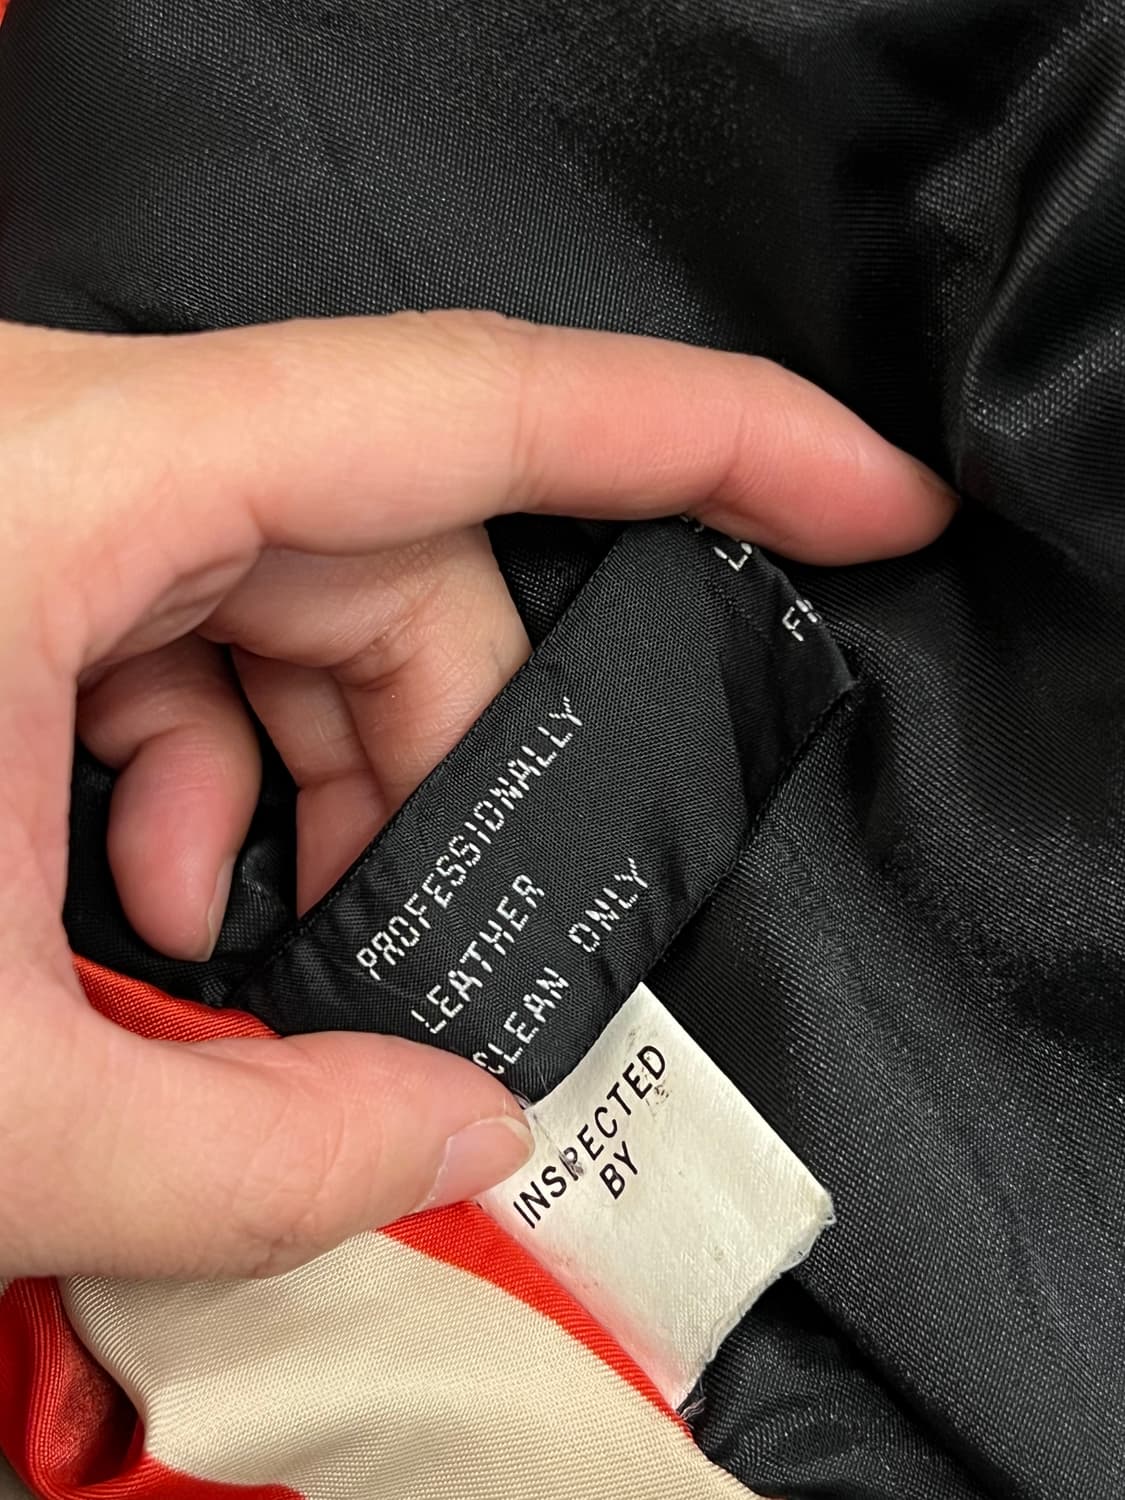 PROFESSIONALLY
LEATHER
CLEAN ONLY
INSPECTED
BY